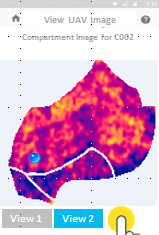 View UAV Image
Compartment Image for C002
View 1
View 2